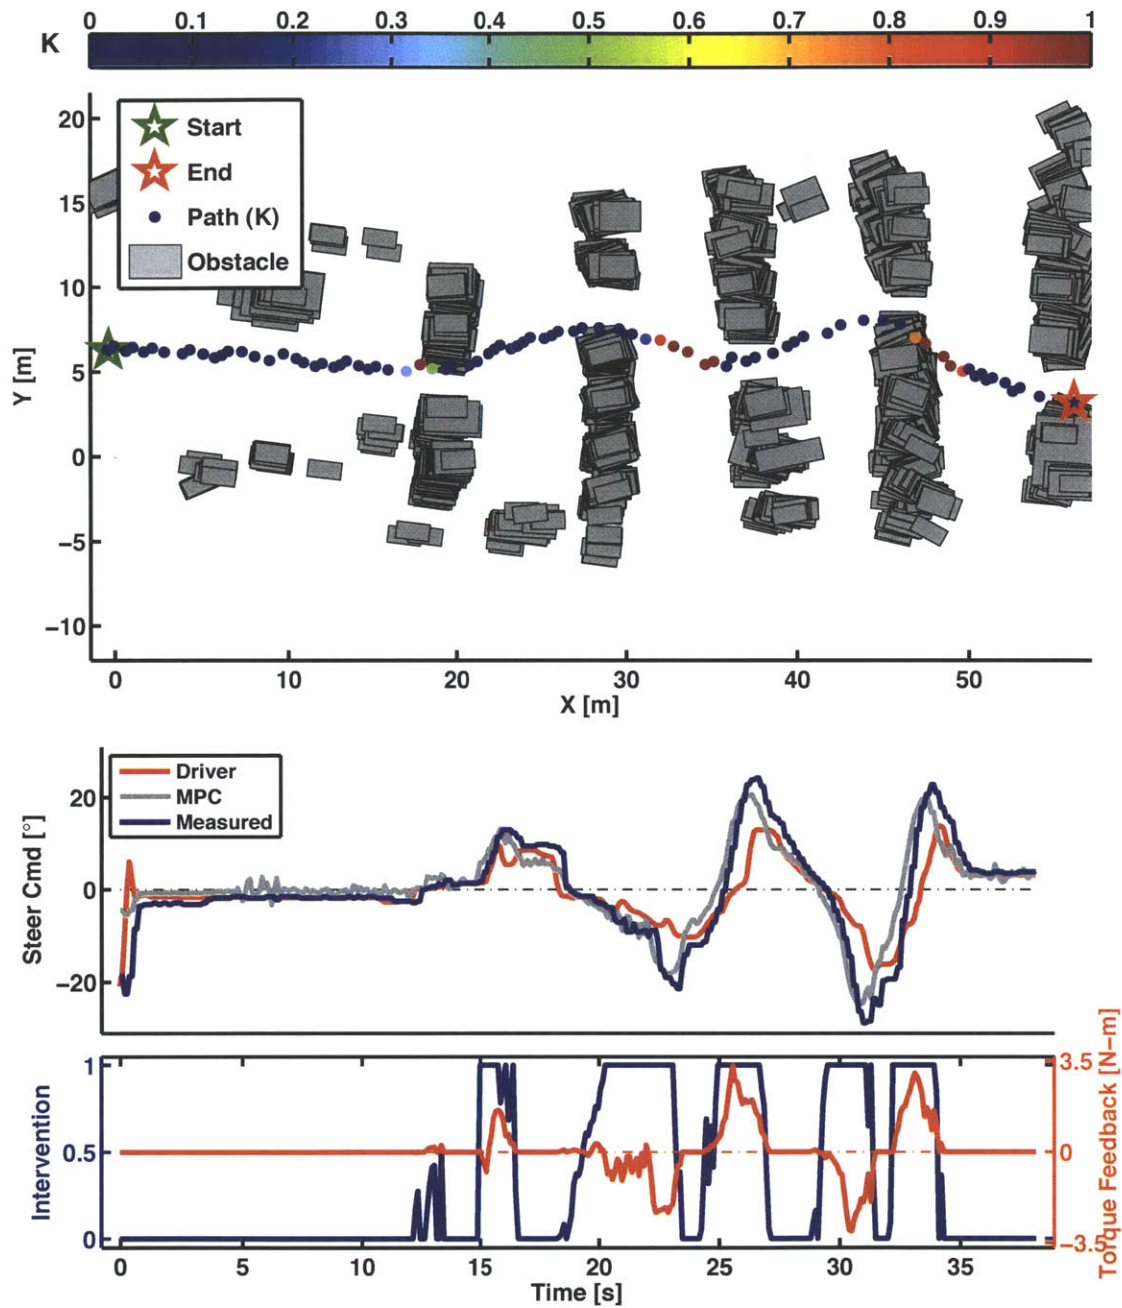 K
0.1 0.2 0.3 0.4 0.5 0.6 0.7 0.8 0.9 1
Start
End
Path (K)
Obstacle
Y [m]
20
15
10
5
0
−5
−10
0 10 20 30 40 50
X [m]
Driver
MPC
Measured
Steer Cmd [°]
20
0
−20
Intervention
1
0.5
0
3.5
0
−3.5
Torque Feedback [N−m]
0 5 10 15 20 25 30 35
Time [s]